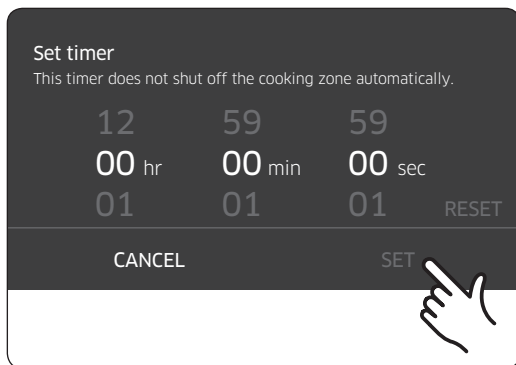 Set timer
This timer does not shut off the cooking zone automatically.
12 59 59
00 hr 00 min 00 sec
01 01 01 RESET
CANCEL SET